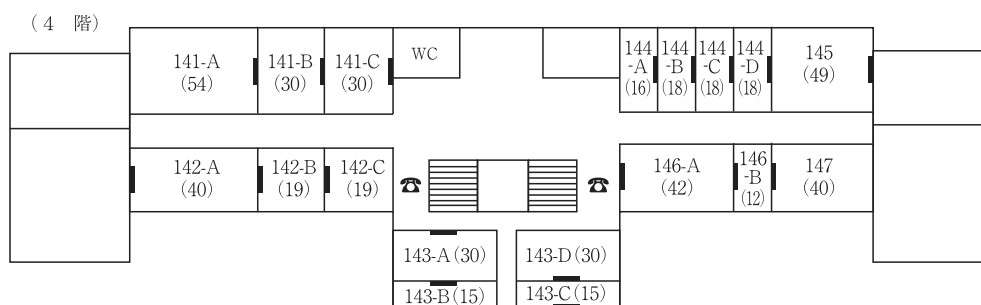 (4 階)
141-A
(54)
141-B
(30)
141-C
(30)
WC
144
-A
(16)
144
-B
(18)
144
-C
(18)
144
-D
(18)
145
(49)
142-A
(40)
142-B
(19)
142-C
(19)
146-A
(42)
146
-B
(12)
147
(40)
143-A(30)
143-D(30)
143-B(15)
143-C(15)